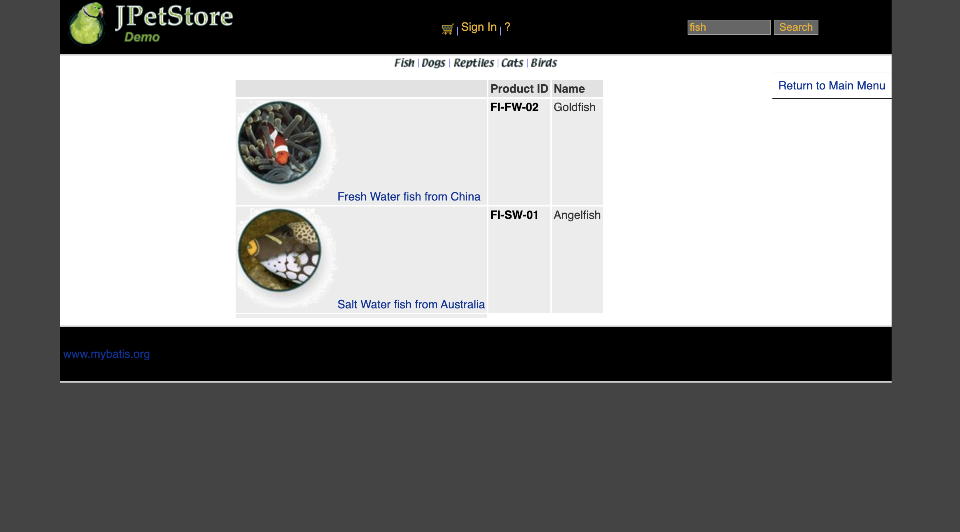 JPetStore
Demo
| Sign In | ?
fish Search
Fish | Dogs | Reptiles | Cats | Birds
Return to Main Menu
Product ID Name
FI-FW-02 Goldfish
Fresh Water fish from China
FI-SW-01 Angelfish
Salt Water fish from Australia
www.mybatis.org